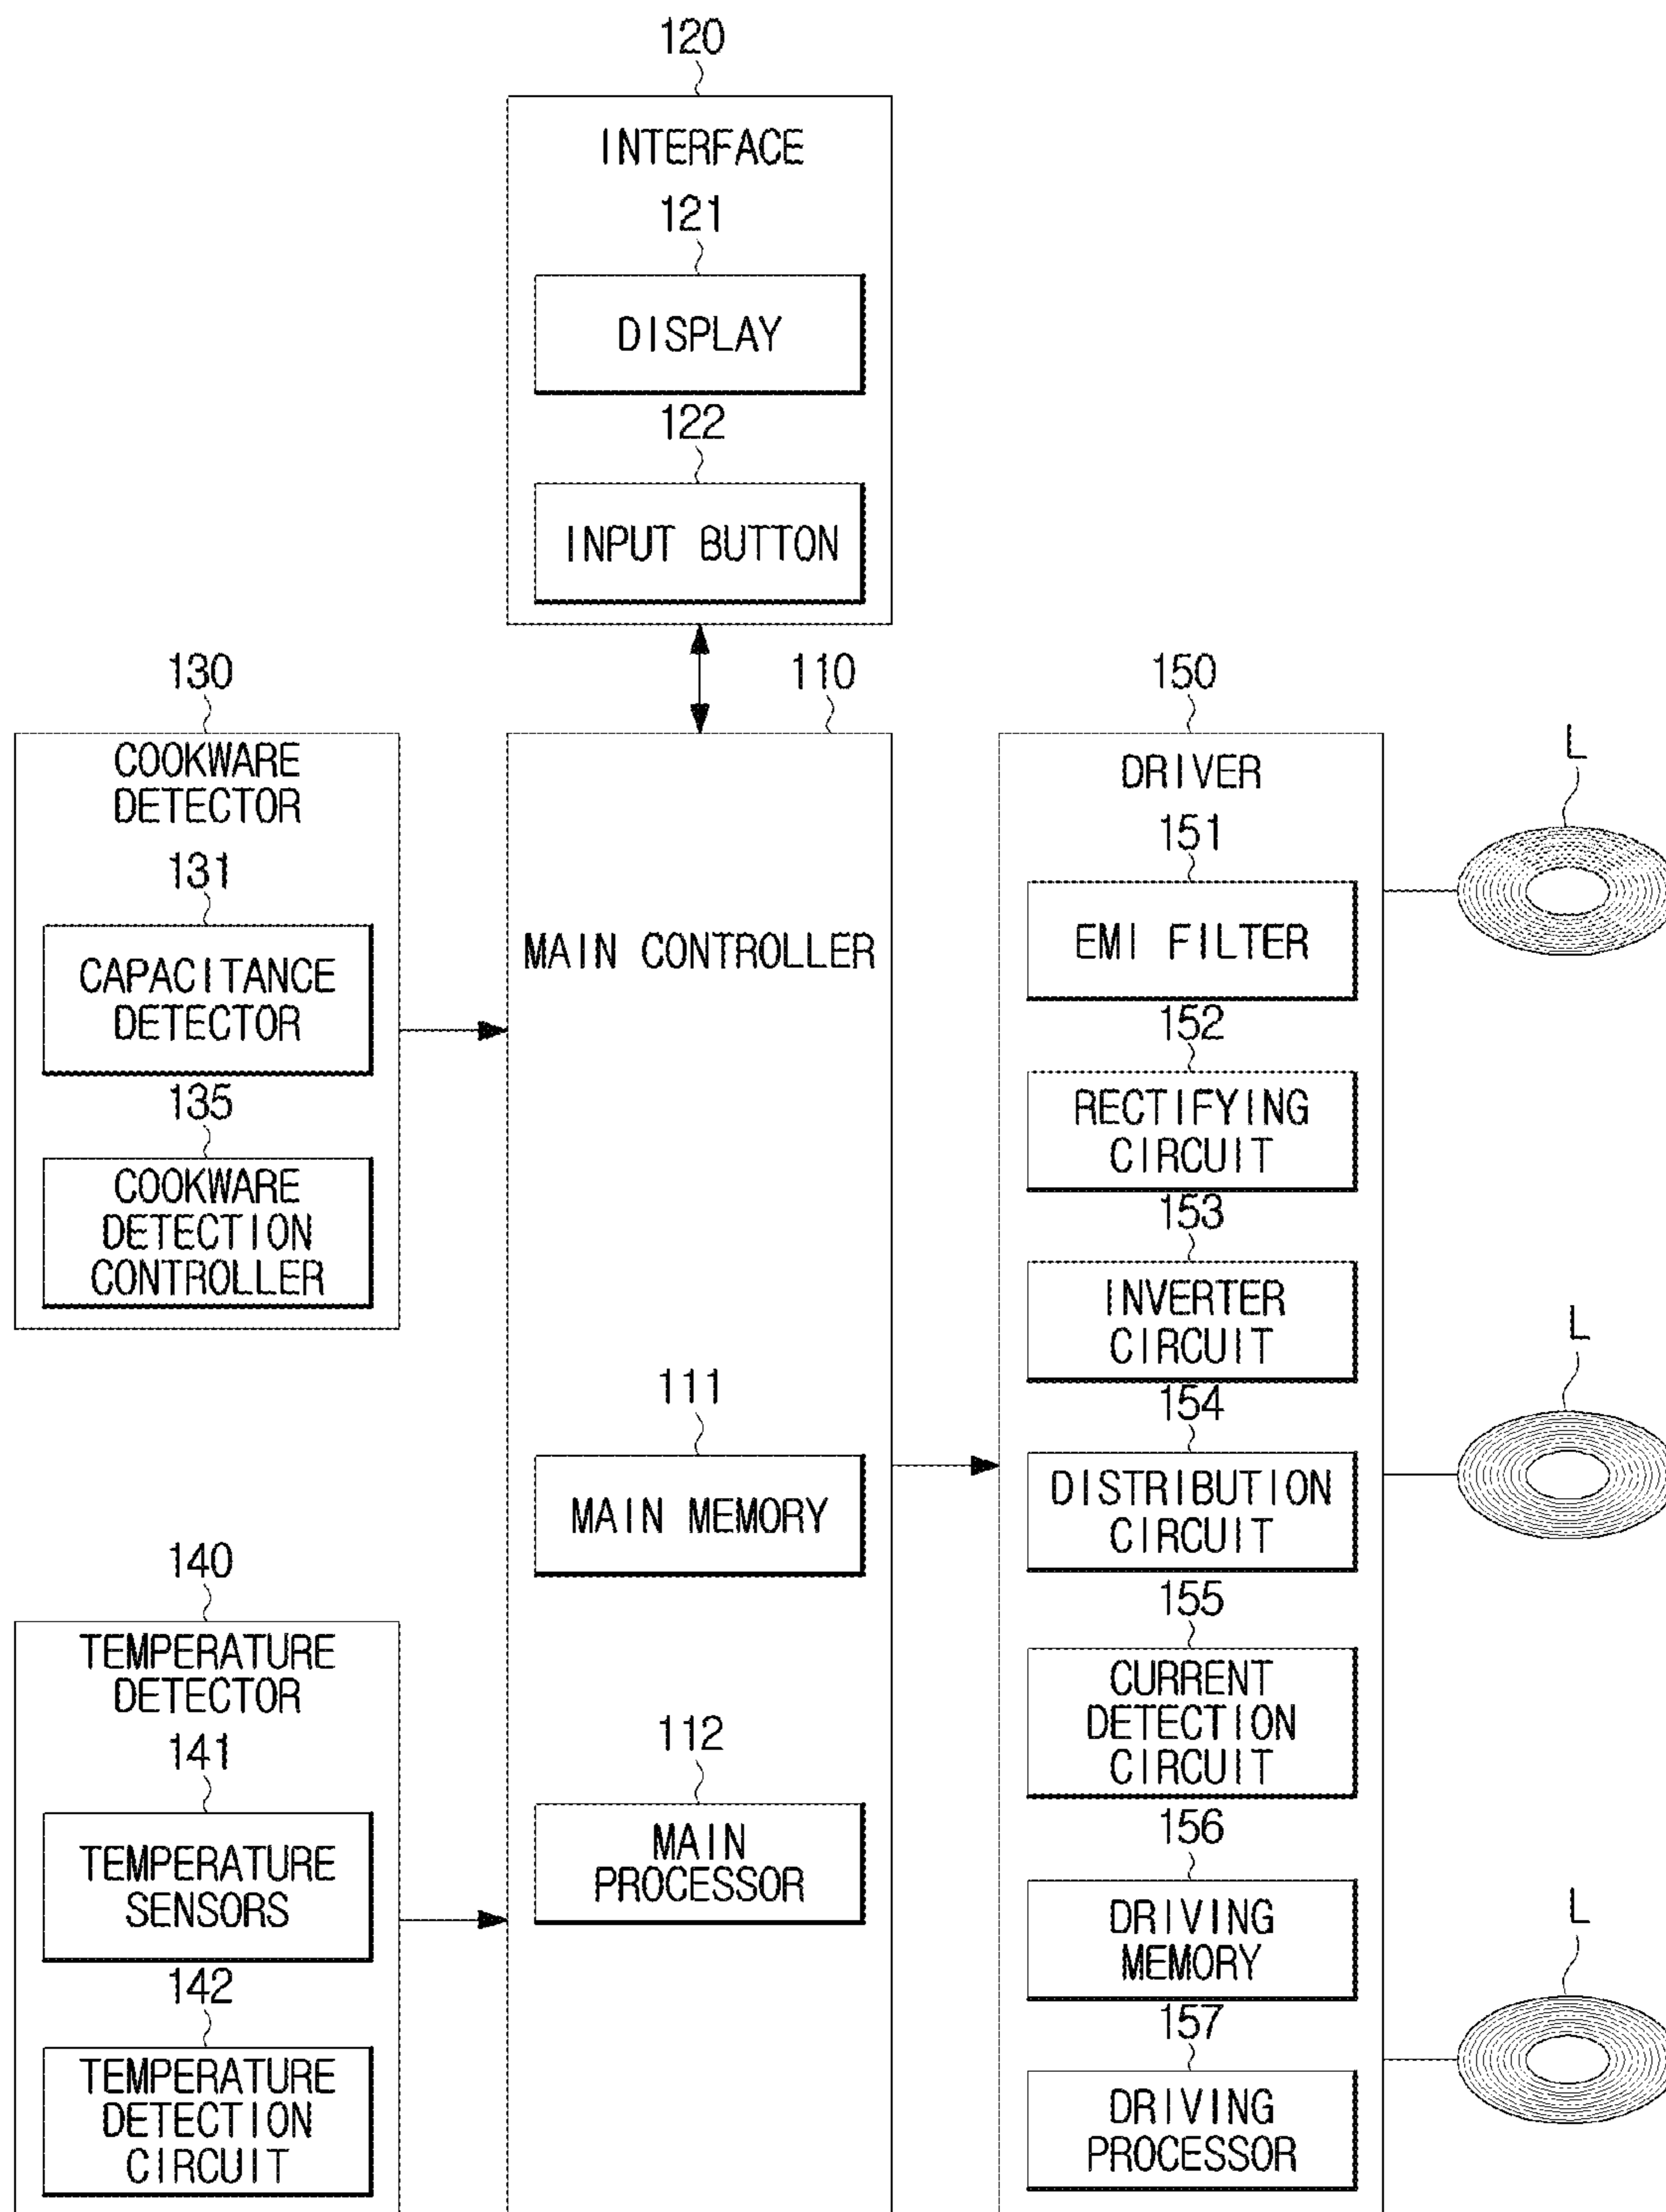 120
INTERFACE
121
DISPLAY
122
INPUT BUTTON
130
COOKWARE
DETECTOR
131
CAPACITANCE
DETECTOR
135
COOKWARE
DETECTION
CONTROLLER
140
TEMPERATURE
DETECTOR
141
TEMPERATURE
SENSORS
142
TEMPERATURE
DETECTION
CIRCUIT
110
MAIN CONTROLLER
111
MAIN MEMORY
112
MAIN
PROCESSOR
150
DRIVER
151
EMI FILTER
152
RECTIFYING
CIRCUIT
153
INVERTER
CIRCUIT
154
DISTRIBUTION
CIRCUIT
155
CURRENT
DETECTION
CIRCUIT
156
DRIVING
MEMORY
157
DRIVING
PROCESSOR
L
L
L